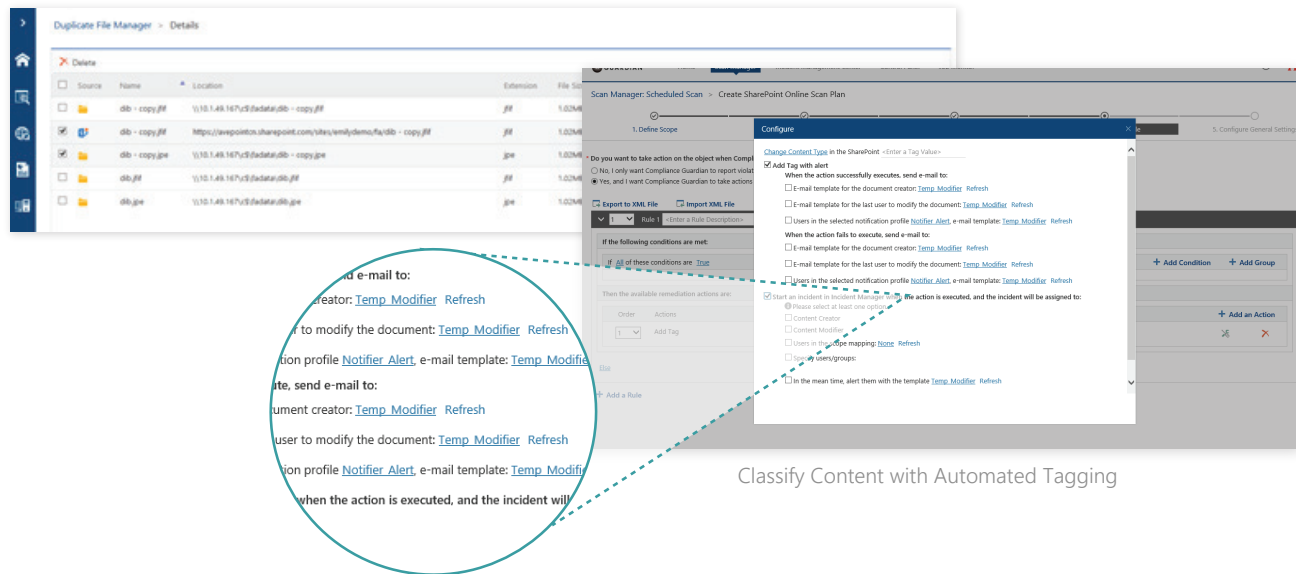 Duplicate File Manager > Details
Delete
Source Name Location Extension
dib - copy.jfif \\10.1.49.167\c$\fadata\dib - copy.jfif jfif
dib - copy.jfif https://avepointcn.sharepoint.com/sites/emilydemo/fa/dib - copy.jfif jfif
dib - copy.jpe \\10.1.49.167\c$\fadata\dib - copy.jpe jpe
dib.jfif \\10.1.49.167\c$\fadata\dib.jfif jfif
dib.jpe \\10.1.49.167\c$\fadata\dib.jpe jpe
Scan Manager: Scheduled Scan > Create SharePoint Online Scan Plan
1. Define Scope
5. Configure General Setting
Configure
Change Content Type in the SharePoint <Enter a Tag Value>
Add Tag with alert
When the action successfully executes, send e-mail to:
E-mail template for the document creator: Temp_Modifier Refresh
E-mail template for the last user to modify the document: Temp_Modifier Refresh
Users in the selected notification profile Notifier_Alert, e-mail template: Temp_Modifier Refresh
When the action fails to execute, send e-mail to:
E-mail template for the document creator: Temp_Modifier Refresh
E-mail template for the last user to modify the document: Temp_Modifier Refresh
Users in the selected notification profile Notifier_Alert, e-mail template: Temp_Modifier Refresh
Start an incident in Incident Manager when the action is executed, and the incident will be assigned to:
Please select at least one option
Content Creator
Content Modifier
Users in the scope mapping: None Refresh
Specify users/groups:
In the mean time, alert them with the template Temp_Modifier Refresh
* Do you want to take action on the object when Compl
No, I only want Compliance Guardian to report violat
Yes, and I want Compliance Guardian to take actions
Export to XML File Import XML File
1 Rule 1 <Enter a Rule Description>
If the following conditions are met:
If All of these conditions are True
+ Add Condition + Add Group
Then the available remediation actions are:
Order Actions
+ Add an Action
1 Add Tag
+ Add a Rule
d e-mail to:
creator: Temp_Modifier Refresh
r to modify the document: Temp_Modifier Refresh
tion profile Notifier_Alert, e-mail template: Temp_Modifie
ute, send e-mail to:
cument creator: Temp_Modifier Refresh
user to modify the document: Temp_Modifier Refresh
ion profile Notifier_Alert, e-mail template: Temp_Modifi
when the action is executed, and the incident will
Classify Content with Automated Tagging